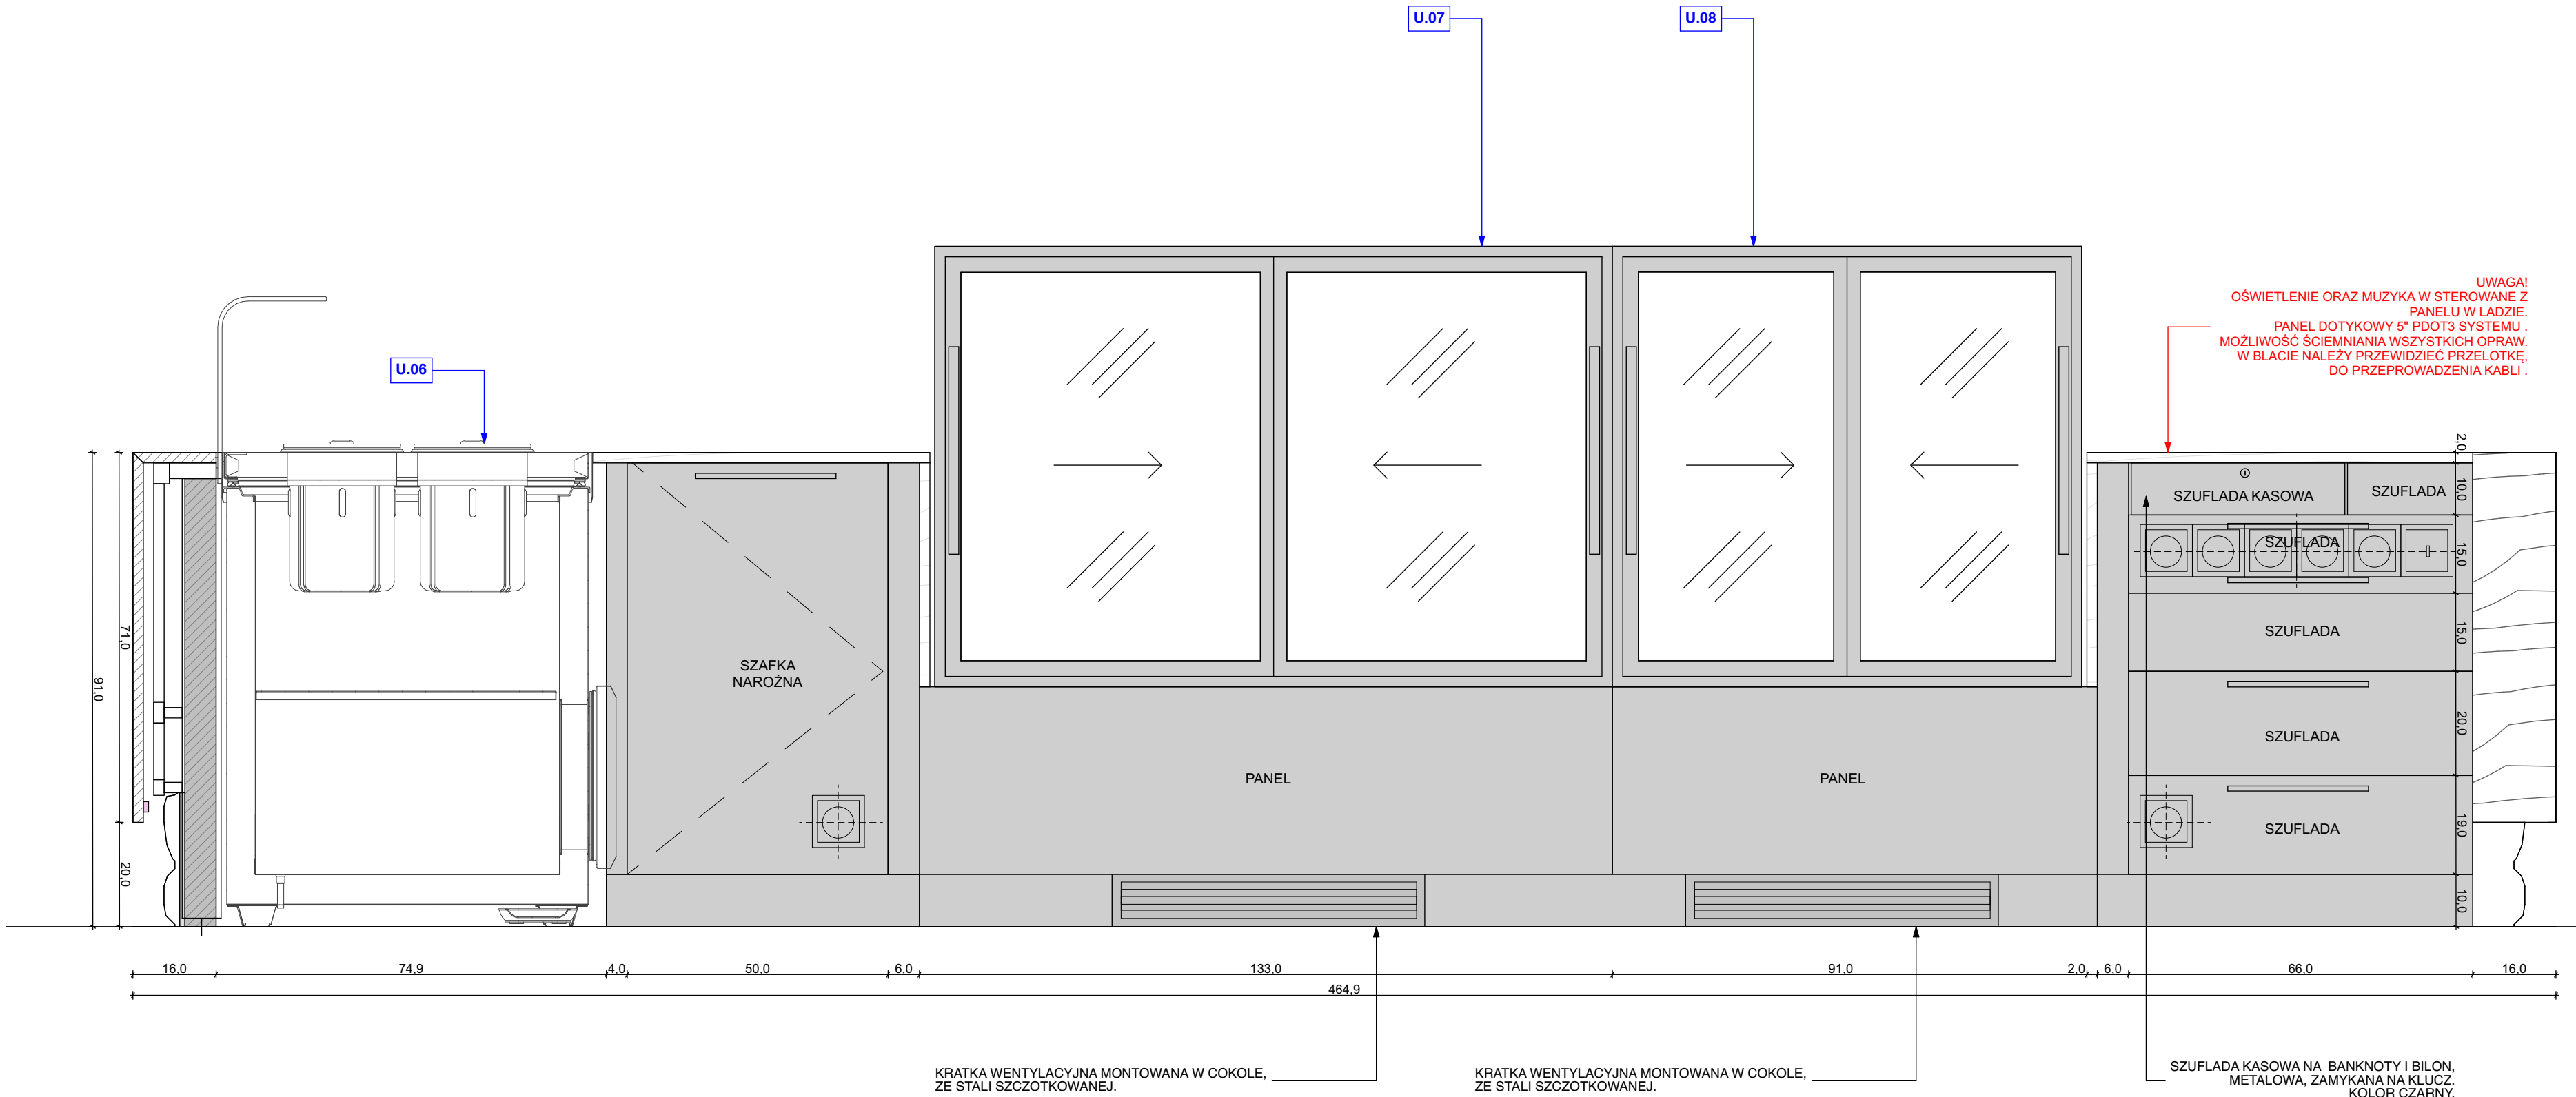 U.07
U.08
UWAGA!
OŚWIETLENIE ORAZ MUZYKA W STEROWANE Z
PANELU W LADZIE.
PANEL DOTYKOWY 5" PDOT3 SYSTEMU .
MOŻLIWOŚĆ ŚCIEMNIANIA WSZYSTKICH OPRAW.
W BLACIE NALEŻY PRZEWIDZIEĆ PRZELOTKĘ,
DO PRZEPROWADZENIA KABLI .
U.06
2,0
SZUFLADA KASOWA
SZUFLADA
10,0
SZUFLADA
15,0
71,0
SZUFLADA
15,0
91,0
SZAFKA
NAROŻNA
SZUFLADA
20,0
PANEL
PANEL
SZUFLADA
19,0
20,0
10,0
16,0
74,9
4,0
50,0
6,0
133,0
91,0
2,0
6,0
66,0
16,0
464,9
KRATKA WENTYLACYJNA MONTOWANA W COKOLE,
ZE STALI SZCZOTKOWANEJ.
KRATKA WENTYLACYJNA MONTOWANA W COKOLE,
ZE STALI SZCZOTKOWANEJ.
SZUFLADA KASOWA NA BANKNOTY I BILON,
METALOWA, ZAMYKANA NA KLUCZ.
KOLOR CZARNY.